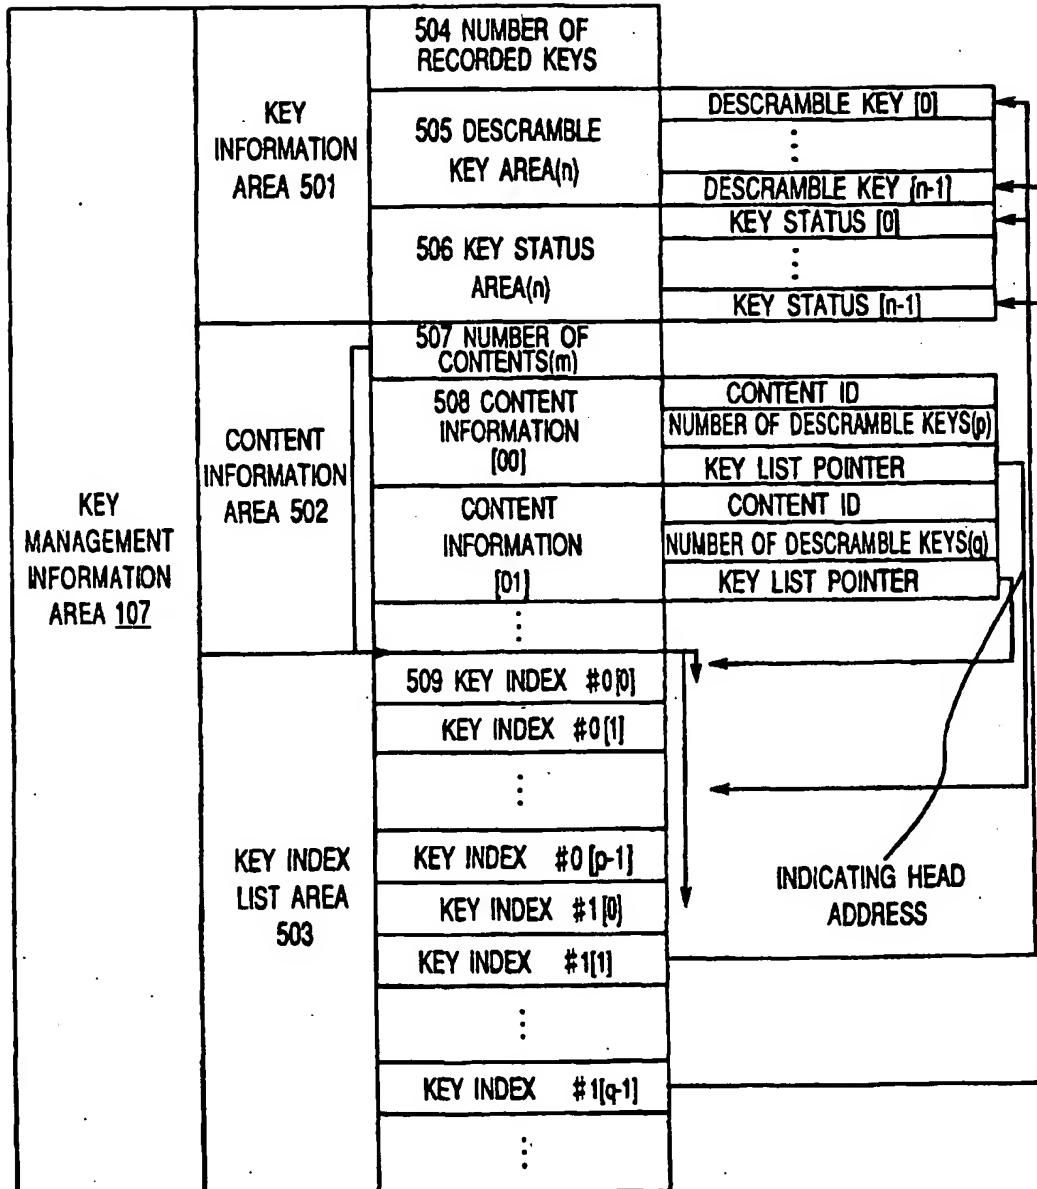 KEY
MANAGEMENT
INFORMATION
AREA 107
KEY
INFORMATION
AREA 501
504 NUMBER OF
RECORDED KEYS
505 DESCRAMBLE
KEY AREA(n)
DESCRAMBLE KEY [0]
⋮
DESCRAMBLE KEY [n-1]
506 KEY STATUS
AREA(n)
KEY STATUS [0]
⋮
KEY STATUS [n-1]
CONTENT
INFORMATION
AREA 502
507 NUMBER OF
CONTENTS(m)
508 CONTENT
INFORMATION
[00]
CONTENT ID
NUMBER OF DESCRAMBLE KEYS(p)
KEY LIST POINTER
CONTENT
INFORMATION
[01]
CONTENT ID
NUMBER OF DESCRAMBLE KEYS(q)
KEY LIST POINTER
⋮
KEY INDEX
LIST AREA
503
509 KEY INDEX #0[0]
KEY INDEX #0[1]
⋮
KEY INDEX #0[p-1]
KEY INDEX #1[0]
KEY INDEX #1[1]
⋮
KEY INDEX #1[q-1]
⋮
INDICATING HEAD
ADDRESS